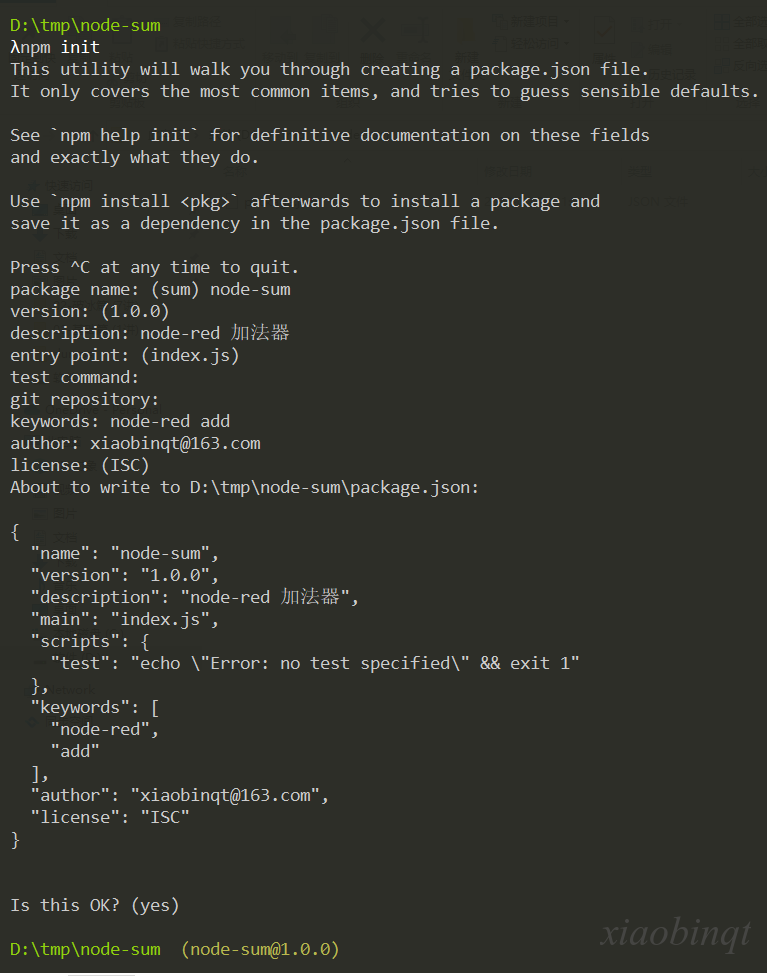 D:\tmp\node-sum
λnpm init
This utility will walk you through creating a package.json file.
It only covers the most common items, and tries to guess sensible defaults.
See `npm help init` for definitive documentation on these fields
and exactly what they do.
Use `npm install <pkg>` afterwards to install a package and
save it as a dependency in the package.json file.
Press ^C at any time to quit.
package name: (sum) node-sum
version: (1.0.0)
description: node-red 加法器
entry point: (index.js)
test command:
git repository:
keywords: node-red add
author: xiaobinqt@163.com
license: (ISC)
About to write to D:\tmp\node-sum\package.json:
{
  "name": "node-sum",
  "version": "1.0.0",
  "description": "node-red 加法器",
  "main": "index.js",
  "scripts": {
    "test": "echo \"Error: no test specified\" && exit 1"
  },
  "keywords": [
    "node-red",
    "add"
  ],
  "author": "xiaobinqt@163.com",
  "license": "ISC"
}
Is this OK? (yes)
xiaobinqt
D:\tmp\node-sum  (node-sum@1.0.0)